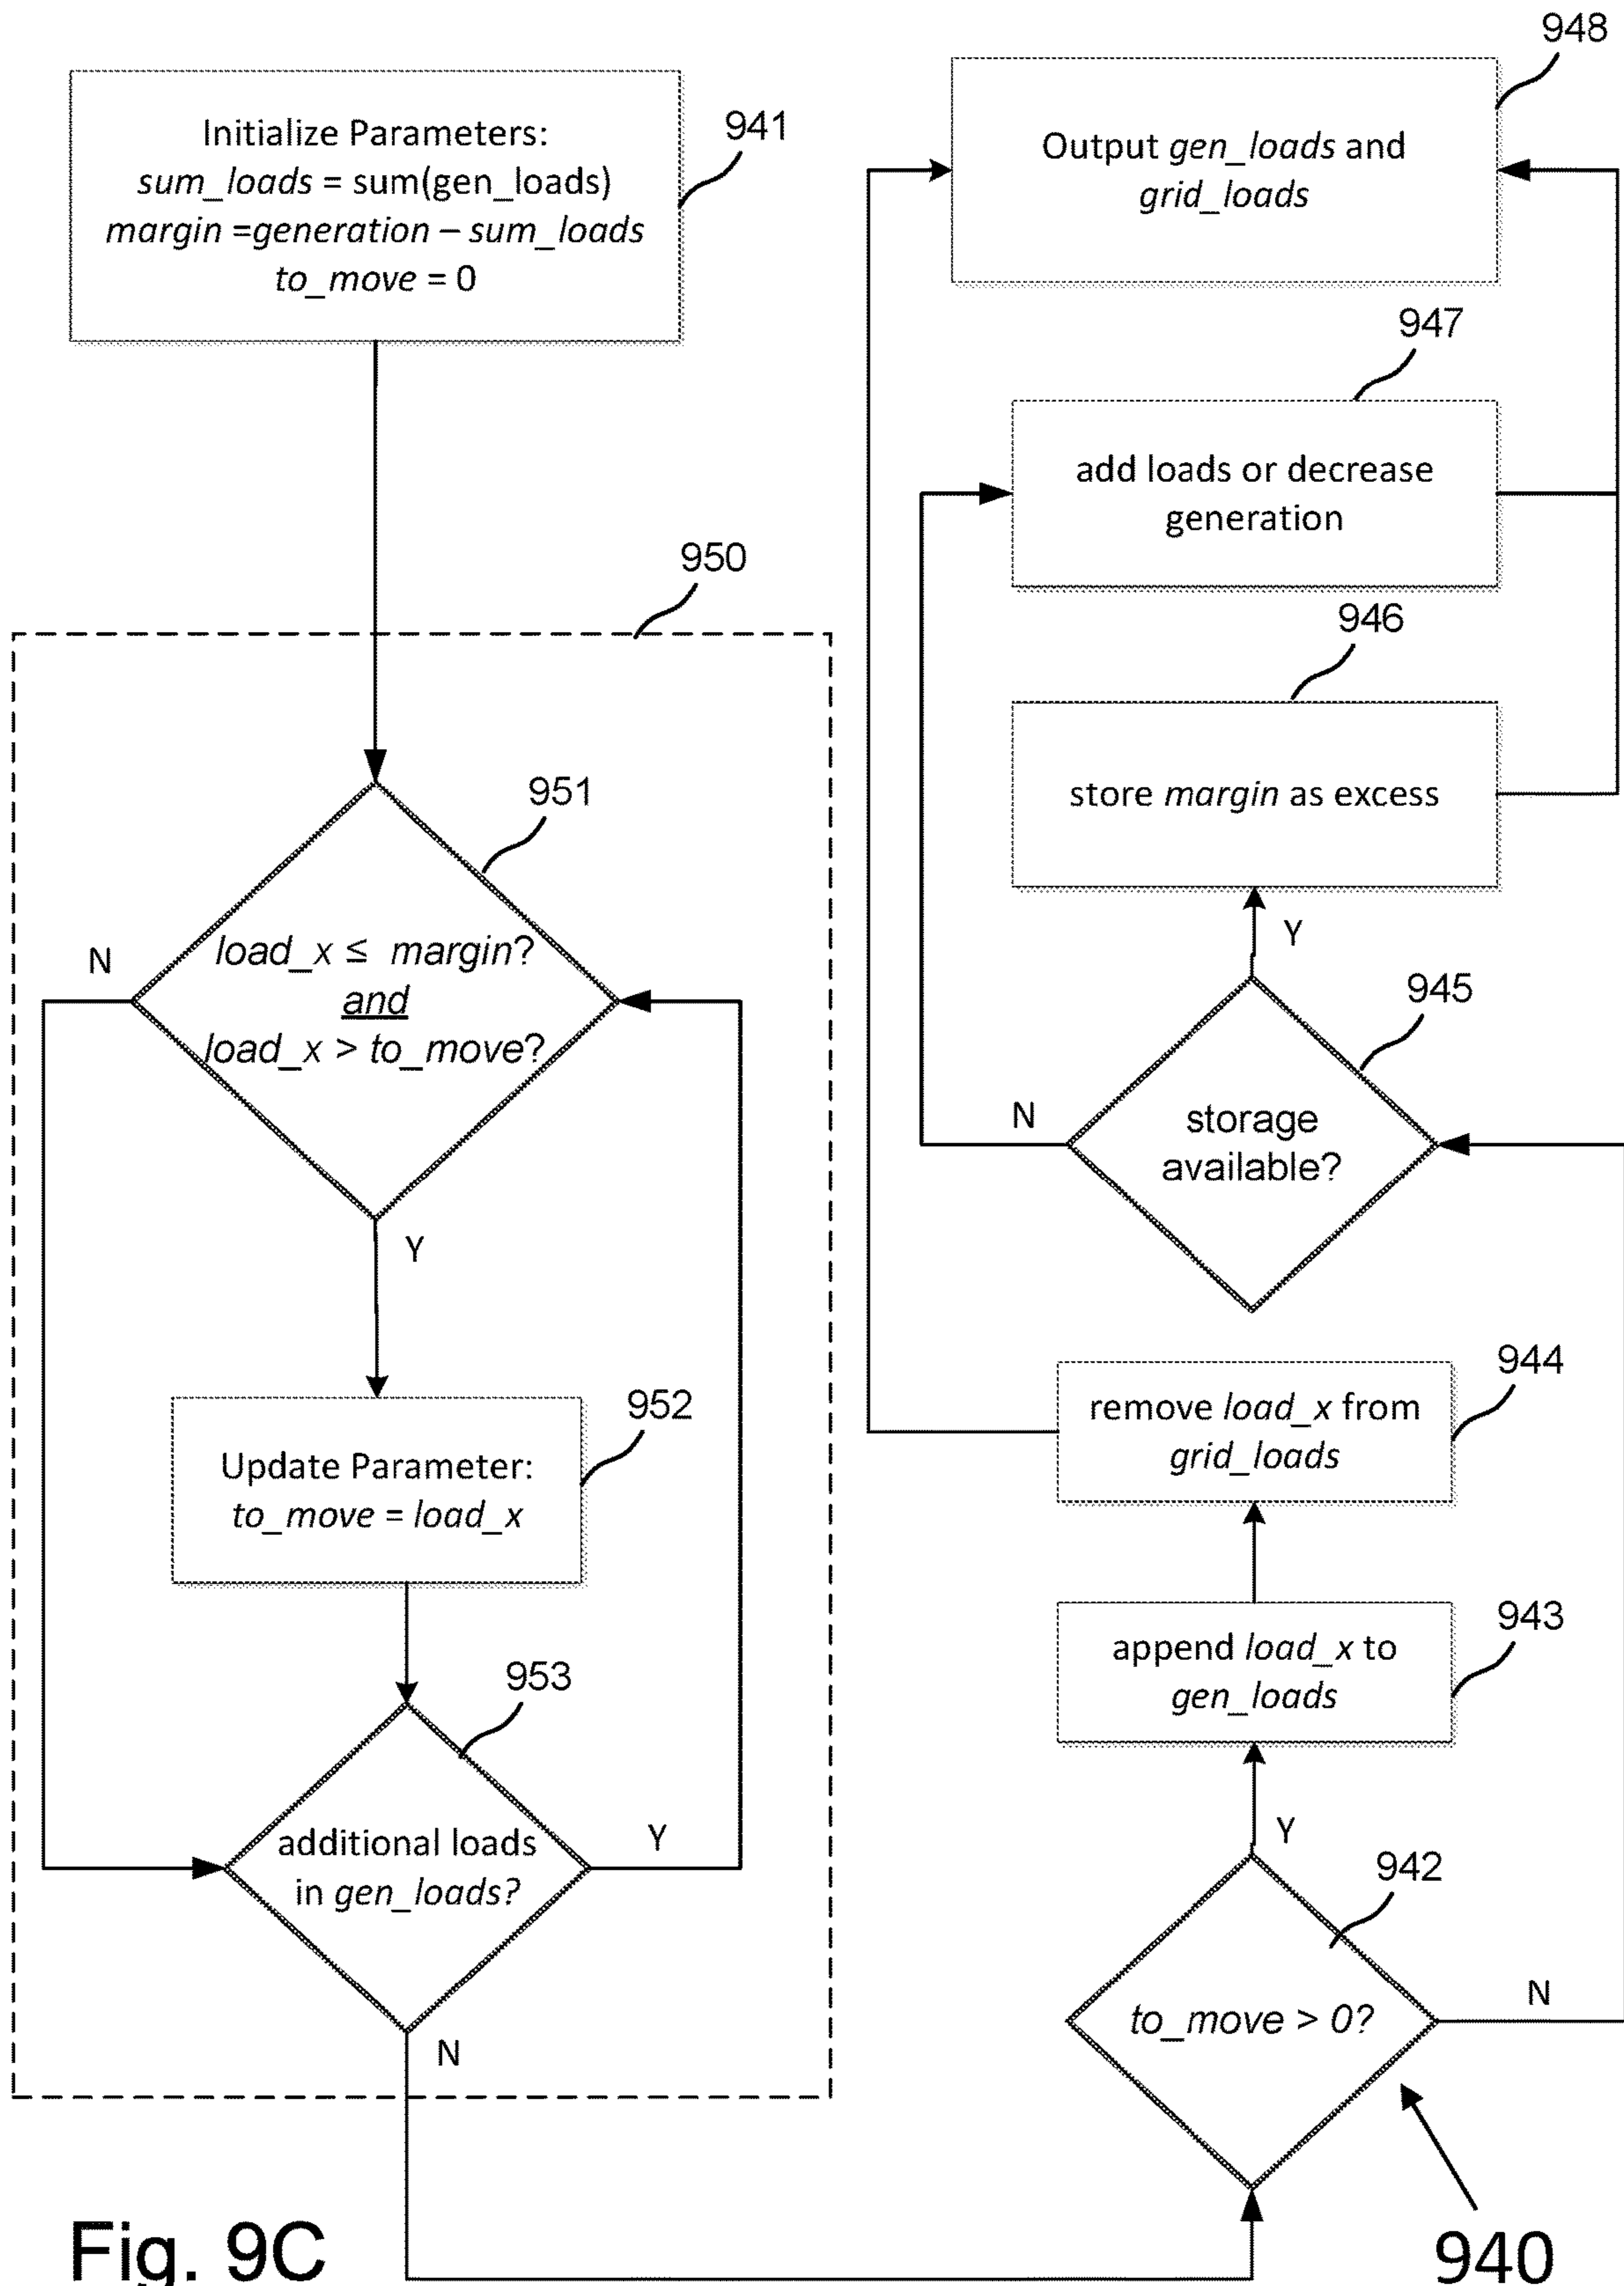 Initialize Parameters:
sum_loads = sum(gen_loads)
margin =generation – sum_loads
to_move = 0
941
950
951
load_x ≤ margin?
and
load_x > to_move?
N
Y
952
Update Parameter:
to_move = load_x
953
additional loads
in gen_loads?
Y
N
948
Output gen_loads and
grid_loads
947
add loads or decrease
generation
946
store margin as excess
Y
945
storage
available?
N
944
remove load_x from
grid_loads
943
append load_x to
gen_loads
Y
942
to_move > 0?
N
940
Fig. 9C